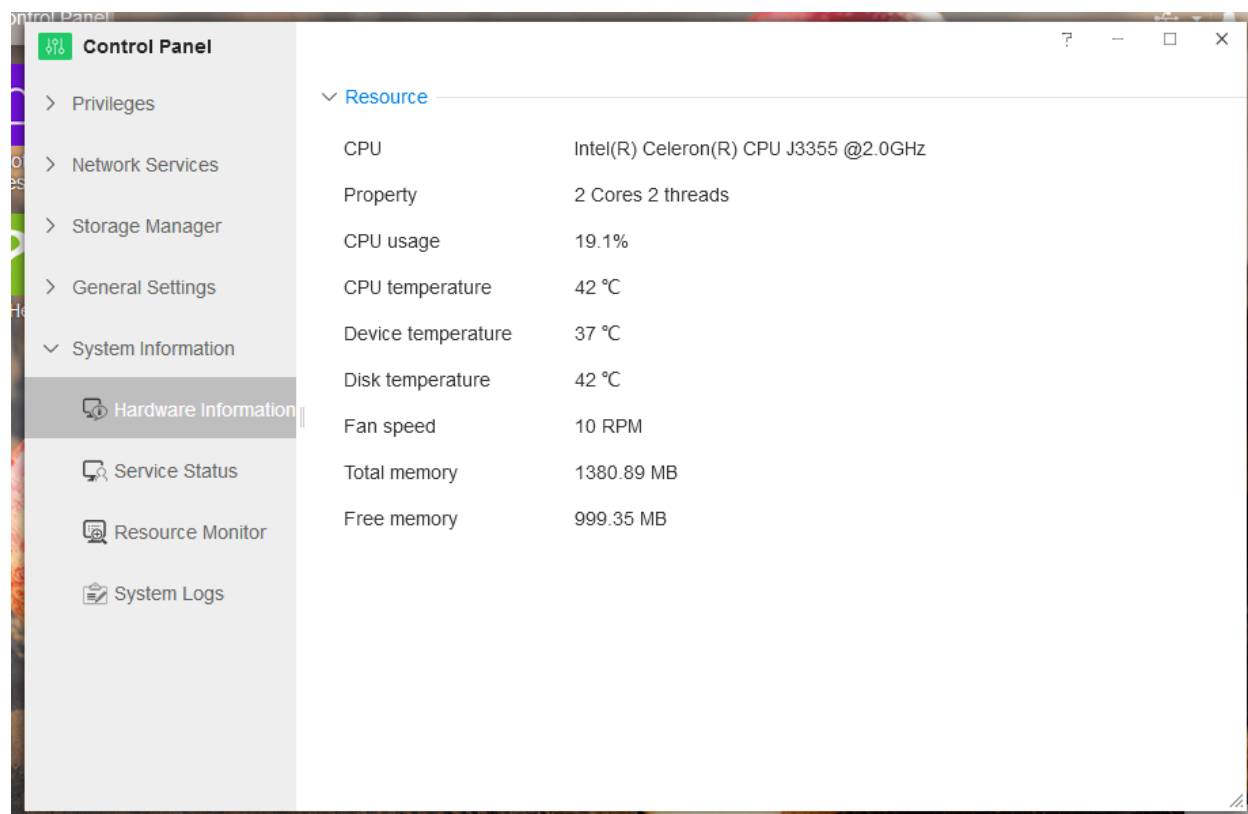 Control Panel
Privileges
Network Services
Storage Manager
General Settings
System Information
Hardware Information
Service Status
Resource Monitor
System Logs
?
Resource
CPU Intel(R) Celeron(R) CPU J3355 @2.0GHz
Property 2 Cores 2 threads
CPU usage 19.1%
CPU temperature 42 ℃
Device temperature 37 ℃
Disk temperature 42 ℃
Fan speed 10 RPM
Total memory 1380.89 MB
Free memory 999.35 MB